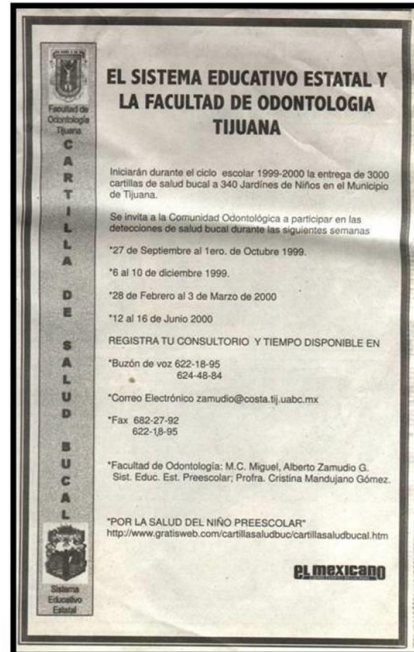 EL SISTEMA EDUCATIVO ESTATAL Y
LA FACULTAD DE ODONTOLOGIA
TIJUANA
Facultad de
Odontología
Tijuana
CARTILLA DE SALUD BUCAL
Sistema
Educativo
Estatal
Iniciarán durante el ciclo escolar 1999-2000 la entrega de 3000
cartillas de salud bucal a 340 Jardínes de Niños en el Municipio
de Tijuana.
Se invita a la Comunidad Odontológica a participar en las
detecciones de salud bucal durante las siguientes semanas
*27 de Septiembre al 1ero. de Octubre 1999.
*6 al 10 de diciembre 1999.
*28 de Febrero al 3 de Marzo de 2000
*12 al 16 de Junio 2000
REGISTRA TU CONSULTORIO Y TIEMPO DISPONIBLE EN
*Buzón de voz 622-18-95
624-48-84
*Correo Electrónico zamudio@costa.tij.uabc.mx
*Fax 682-27-92
622-18-95
*Facultad de Odontología: M.C. Miguel, Alberto Zamudio G.
Sist. Educ. Est. Preescolar; Profra. Cristina Mandujano Gómez.
"POR LA SALUD DEL NIÑO PREESCOLAR"
http://www.gratisweb.com/cartillasaludbuc/cartillasaludbucal.htm
EL MEXICANO